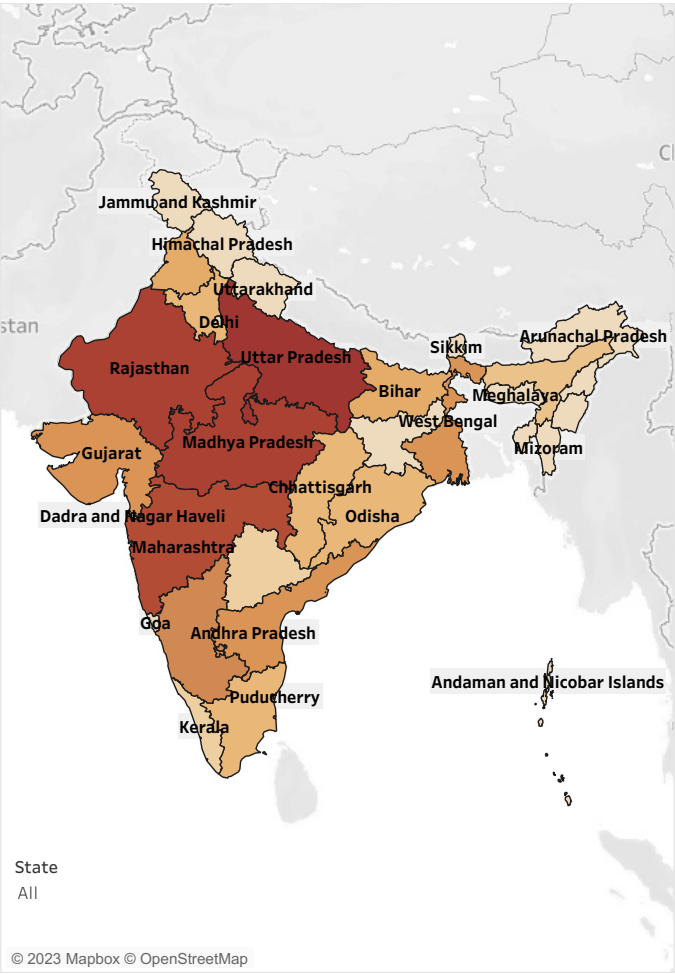 Cl
Jammu and Kashmir
Himachal Pradesh
Uttarakhand
stan
Delhi
Arunachal Pradesh
Sikkim
Uttar Pradesh
Rajasthan
Bihar
Meghalaya
West Bengal
Madhya Pradesh
Mizoram
Gujarat
Chhattisgarh
Dadra and Nagar Haveli
Odisha
Maharashtra
Goa
Andhra Pradesh
Andaman and Nicobar Islands
Puducherry
Kerala
State
All
© 2023 Mapbox © OpenStreetMap